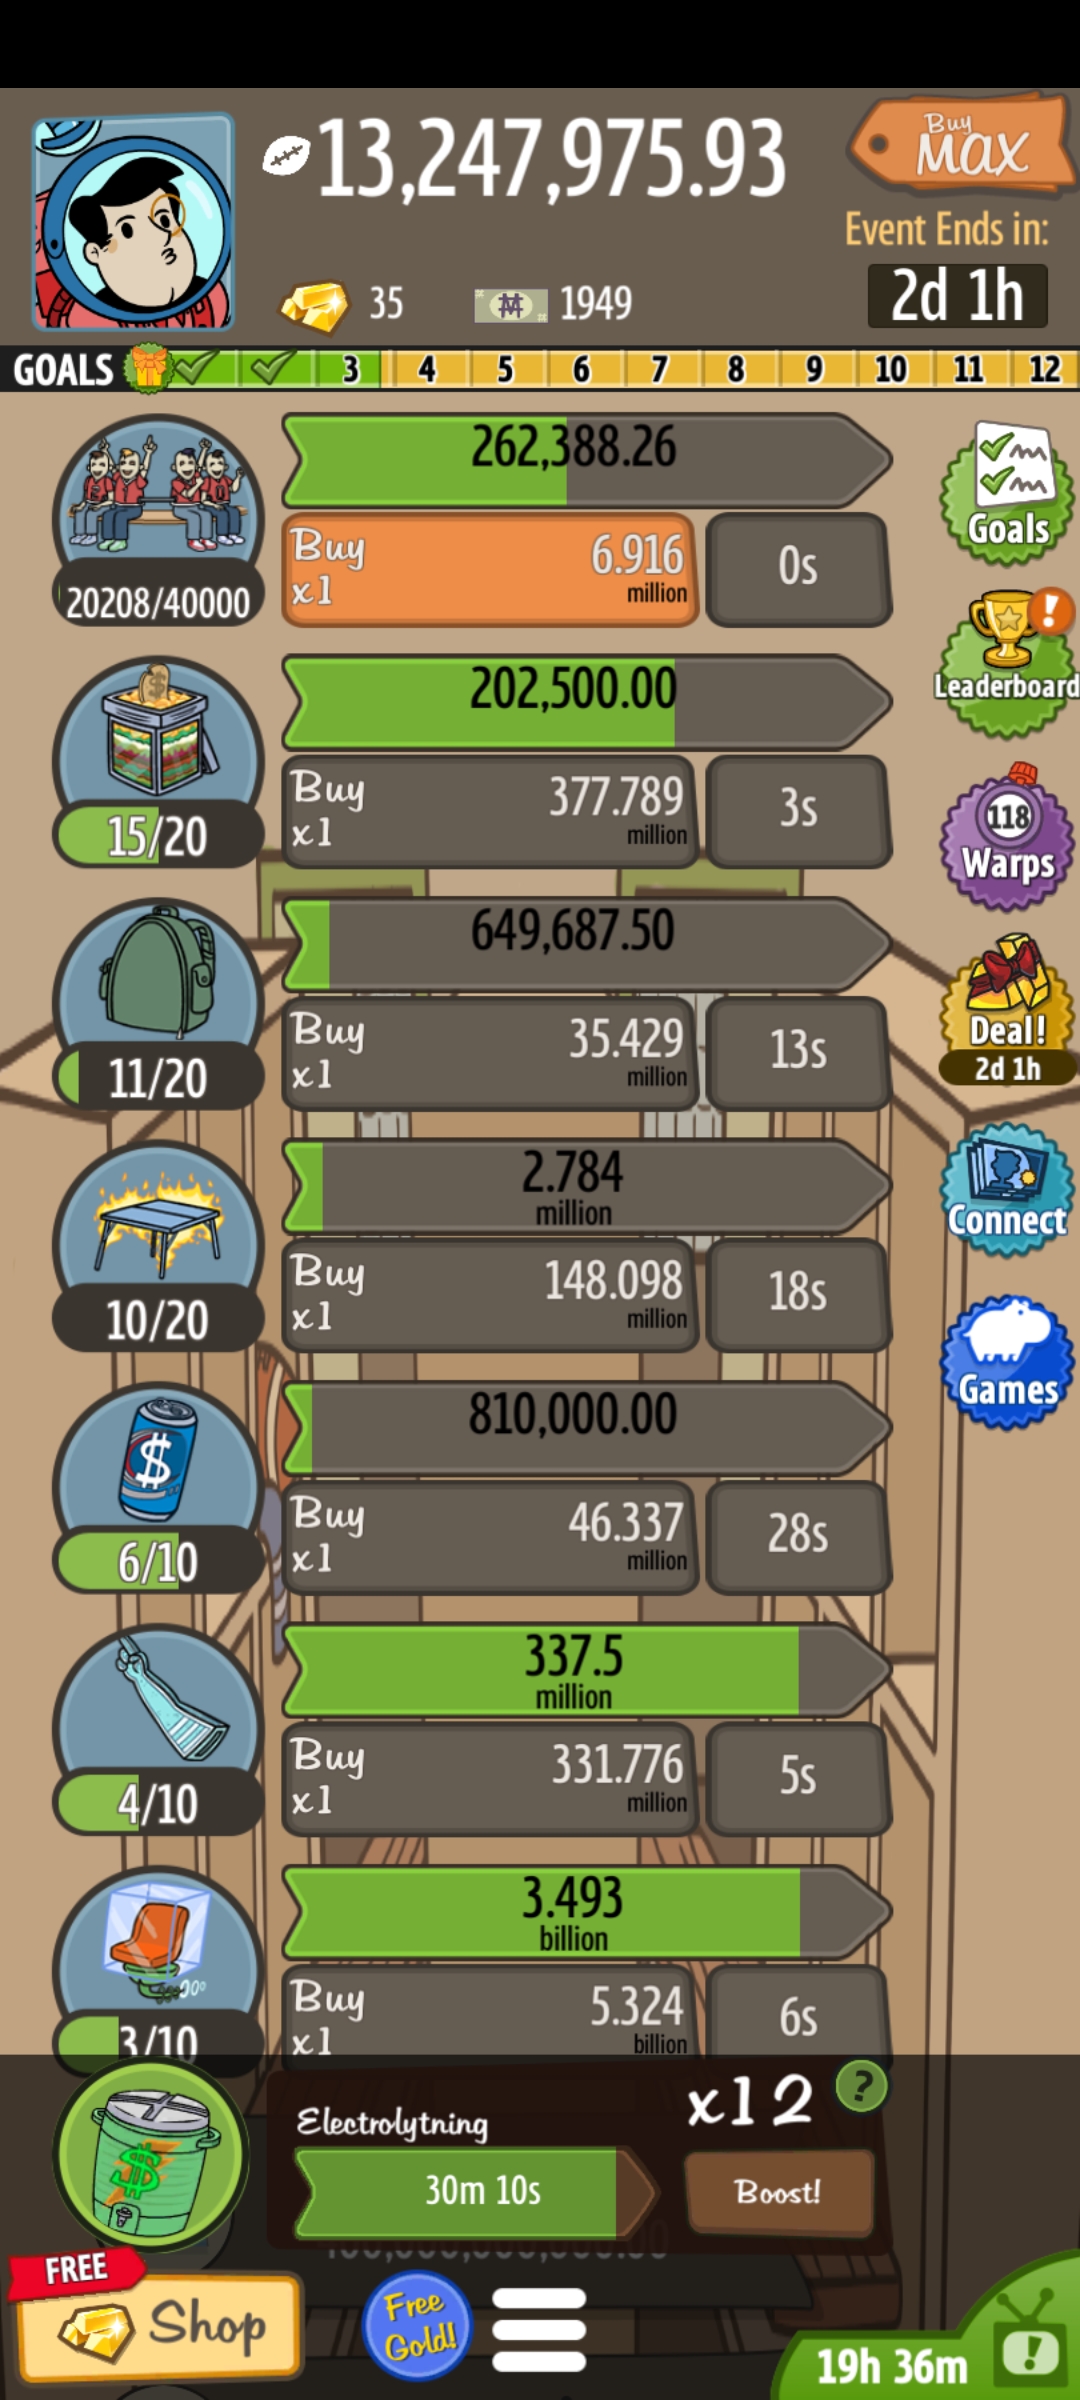 13,247,975.93
Buy
MAX
Event Ends in:
2d 1h
35
1949
GOALS 3 4 5 6 7 8 9 10 11 12
262,388.26
Buy
x1
6.916
million
0s
20208/40000
Goals
Leaderboard
202,500.00
Buy
x1
377.789
million
3s
15/20
118
Warps
649,687.50
Buy
x1
35.429
million
13s
11/20
Deal!
2d 1h
2.784
million
Buy
x1
148.098
million
18s
10/20
Connect
810,000.00
Buy
x1
46.337
million
28s
6/10
Games
337.5
million
Buy
x1
331.776
million
5s
4/10
3.493
billion
Buy
x1
5.324
billion
6s
3/10
Electrolytning
x12
?
30m 10s
Boost!
FREE
Shop
Free
Gold!
19h 36m